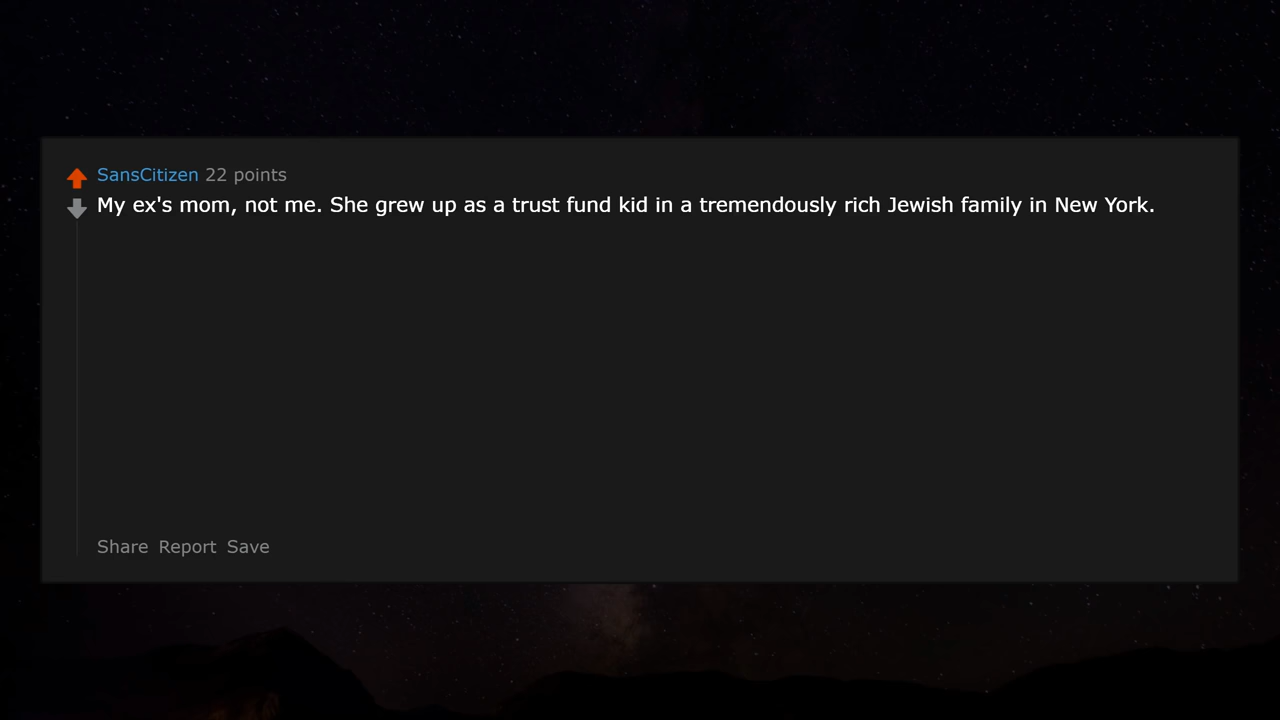 SansCitizen 22 points
My ex's mom, not me. She grew up as a trust fund kid in a tremendously rich Jewish family in New York.
Share Report Save